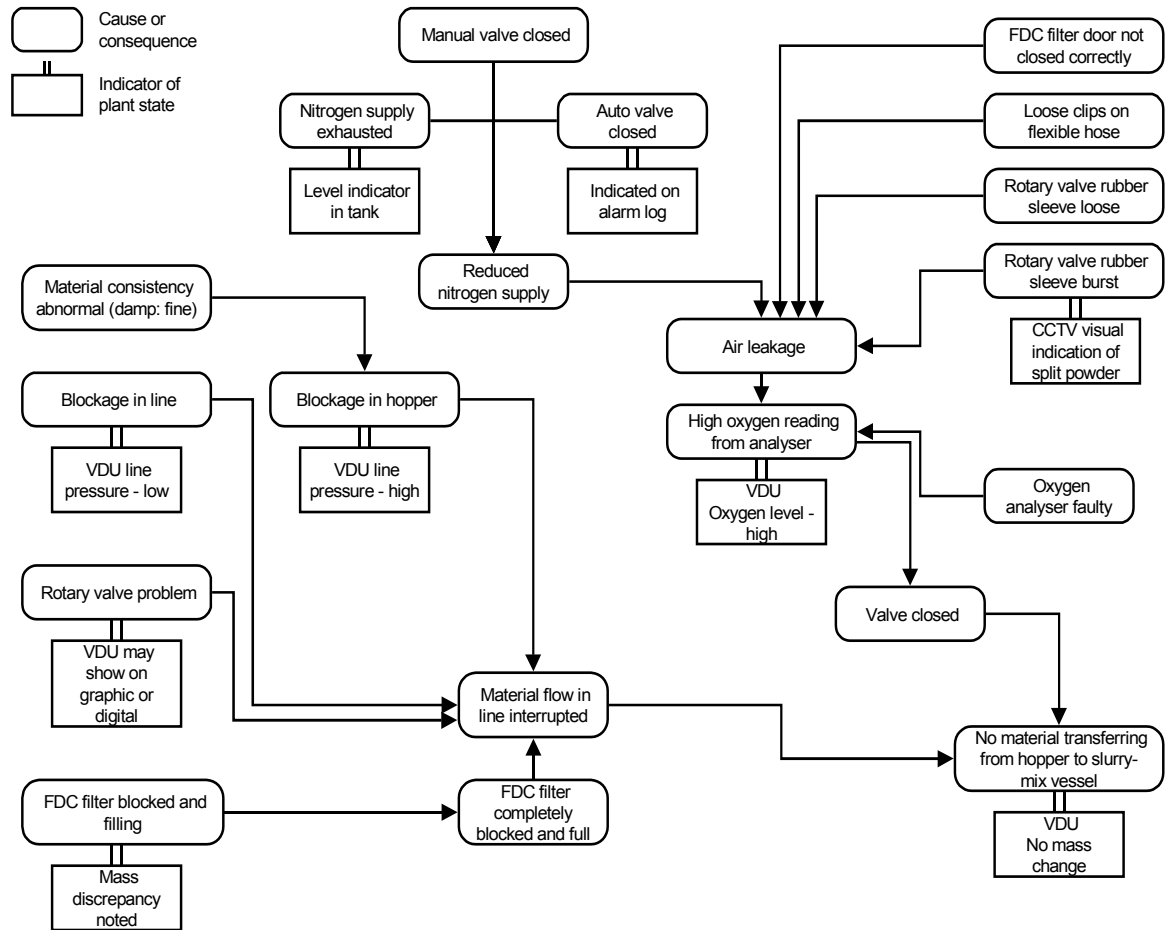 Cause or
consequence
Indicator of
plant state
Manual valve closed
Nitrogen supply
exhausted
Auto valve
closed
Level indicator
in tank
Indicated on
alarm log
Reduced
nitrogen supply
FDC filter door not
closed correctly
Loose clips on
flexible hose
Rotary valve rubber
sleeve loose
Rotary valve rubber
sleeve burst
CCTV visual
indication of
split powder
Air leakage
Material consistency
abnormal (damp: fine)
Blockage in line
VDU line
pressure - low
Blockage in hopper
VDU line
pressure - high
High oxygen reading
from analyser
VDU
Oxygen level -
high
Oxygen
analyser faulty
Rotary valve problem
VDU may
show on
graphic or
digital
Valve closed
Material flow in
line interrupted
No material transferring
from hopper to slurry-
mix vessel
VDU
No mass
change
FDC filter blocked and
filling
Mass
discrepancy
noted
FDC filter
completely
blocked and full